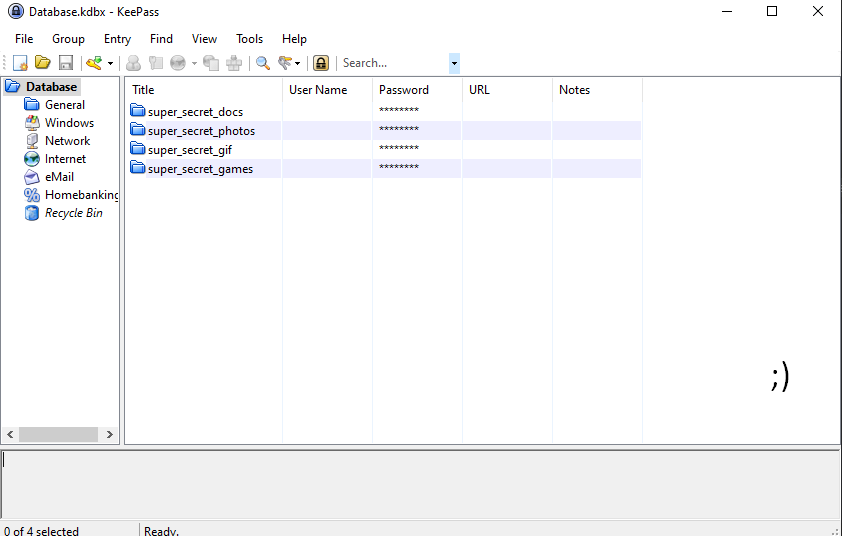 Database.kdbx - KeePass
File Group Entry Find View Tools Help
Search...
Database
General
Windows
Network
Internet
eMail
Homebanking
Recycle Bin
Title User Name Password URL Notes
super_secret_docs ********
super_secret_photos ********
super_secret_gif ********
super_secret_games ********
;)
0 of 4 selected Ready.